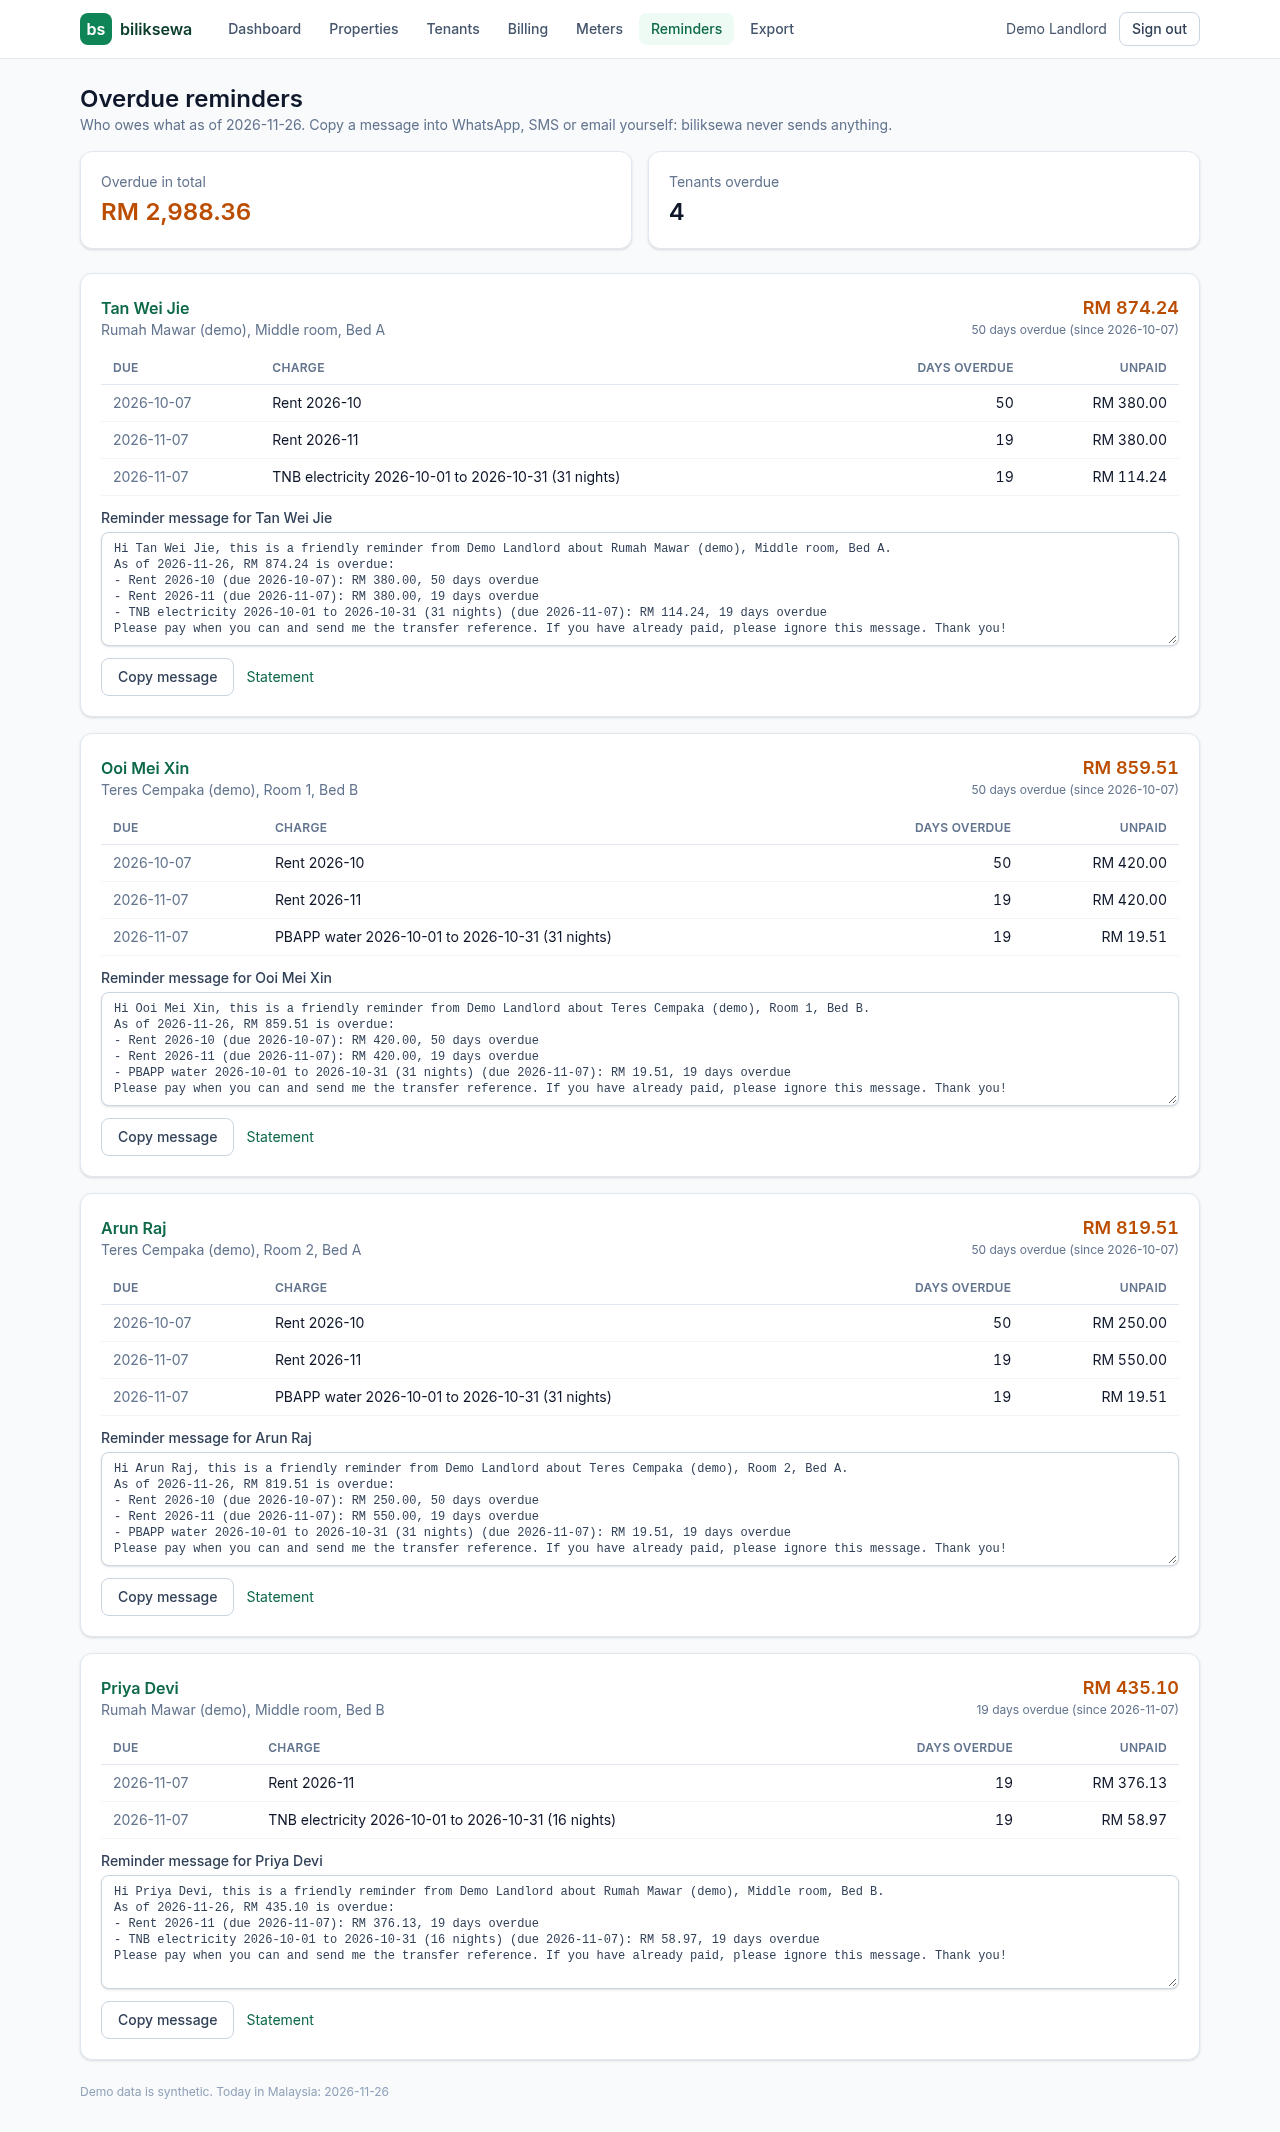 bs biliksewa Dashboard Properties Tenants Billing Meters Reminders Export Demo Landlord Sign out
Overdue reminders
Who owes what as of 2026-11-26. Copy a message into WhatsApp, SMS or email yourself: biliksewa never sends anything.
Overdue in total
RM 2,988.36
Tenants overdue
4
Tan Wei Jie RM 874.24
Rumah Mawar (demo), Middle room, Bed A 50 days overdue (since 2026-10-07)
DUE CHARGE DAYS OVERDUE UNPAID
2026-10-07 Rent 2026-10 50 RM 380.00
2026-11-07 Rent 2026-11 19 RM 380.00
2026-11-07 TNB electricity 2026-10-01 to 2026-10-31 (31 nights) 19 RM 114.24
Reminder message for Tan Wei Jie
Hi Tan Wei Jie, this is a friendly reminder from Demo Landlord about Rumah Mawar (demo), Middle room, Bed A.
As of 2026-11-26, RM 874.24 is overdue:
- Rent 2026-10 (due 2026-10-07): RM 380.00, 50 days overdue
- Rent 2026-11 (due 2026-11-07): RM 380.00, 19 days overdue
- TNB electricity 2026-10-01 to 2026-10-31 (31 nights) (due 2026-11-07): RM 114.24, 19 days overdue
Please pay when you can and send me the transfer reference. If you have already paid, please ignore this message. Thank you!
Copy message Statement
Ooi Mei Xin RM 859.51
Teres Cempaka (demo), Room 1, Bed B 50 days overdue (since 2026-10-07)
DUE CHARGE DAYS OVERDUE UNPAID
2026-10-07 Rent 2026-10 50 RM 420.00
2026-11-07 Rent 2026-11 19 RM 420.00
2026-11-07 PBAPP water 2026-10-01 to 2026-10-31 (31 nights) 19 RM 19.51
Reminder message for Ooi Mei Xin
Hi Ooi Mei Xin, this is a friendly reminder from Demo Landlord about Teres Cempaka (demo), Room 1, Bed B.
As of 2026-11-26, RM 859.51 is overdue:
- Rent 2026-10 (due 2026-10-07): RM 420.00, 50 days overdue
- Rent 2026-11 (due 2026-11-07): RM 420.00, 19 days overdue
- PBAPP water 2026-10-01 to 2026-10-31 (31 nights) (due 2026-11-07): RM 19.51, 19 days overdue
Please pay when you can and send me the transfer reference. If you have already paid, please ignore this message. Thank you!
Copy message Statement
Arun Raj RM 819.51
Teres Cempaka (demo), Room 2, Bed A 50 days overdue (since 2026-10-07)
DUE CHARGE DAYS OVERDUE UNPAID
2026-10-07 Rent 2026-10 50 RM 250.00
2026-11-07 Rent 2026-11 19 RM 550.00
2026-11-07 PBAPP water 2026-10-01 to 2026-10-31 (31 nights) 19 RM 19.51
Reminder message for Arun Raj
Hi Arun Raj, this is a friendly reminder from Demo Landlord about Teres Cempaka (demo), Room 2, Bed A.
As of 2026-11-26, RM 819.51 is overdue:
- Rent 2026-10 (due 2026-10-07): RM 250.00, 50 days overdue
- Rent 2026-11 (due 2026-11-07): RM 550.00, 19 days overdue
- PBAPP water 2026-10-01 to 2026-10-31 (31 nights) (due 2026-11-07): RM 19.51, 19 days overdue
Please pay when you can and send me the transfer reference. If you have already paid, please ignore this message. Thank you!
Copy message Statement
Priya Devi RM 435.10
Rumah Mawar (demo), Middle room, Bed B 19 days overdue (since 2026-11-07)
DUE CHARGE DAYS OVERDUE UNPAID
2026-11-07 Rent 2026-11 19 RM 376.13
2026-11-07 TNB electricity 2026-10-01 to 2026-10-31 (16 nights) 19 RM 58.97
Reminder message for Priya Devi
Hi Priya Devi, this is a friendly reminder from Demo Landlord about Rumah Mawar (demo), Middle room, Bed B.
As of 2026-11-26, RM 435.10 is overdue:
- Rent 2026-11 (due 2026-11-07): RM 376.13, 19 days overdue
- TNB electricity 2026-10-01 to 2026-10-31 (16 nights) (due 2026-11-07): RM 58.97, 19 days overdue
Please pay when you can and send me the transfer reference. If you have already paid, please ignore this message. Thank you!
Copy message Statement
Demo data is synthetic. Today in Malaysia: 2026-11-26